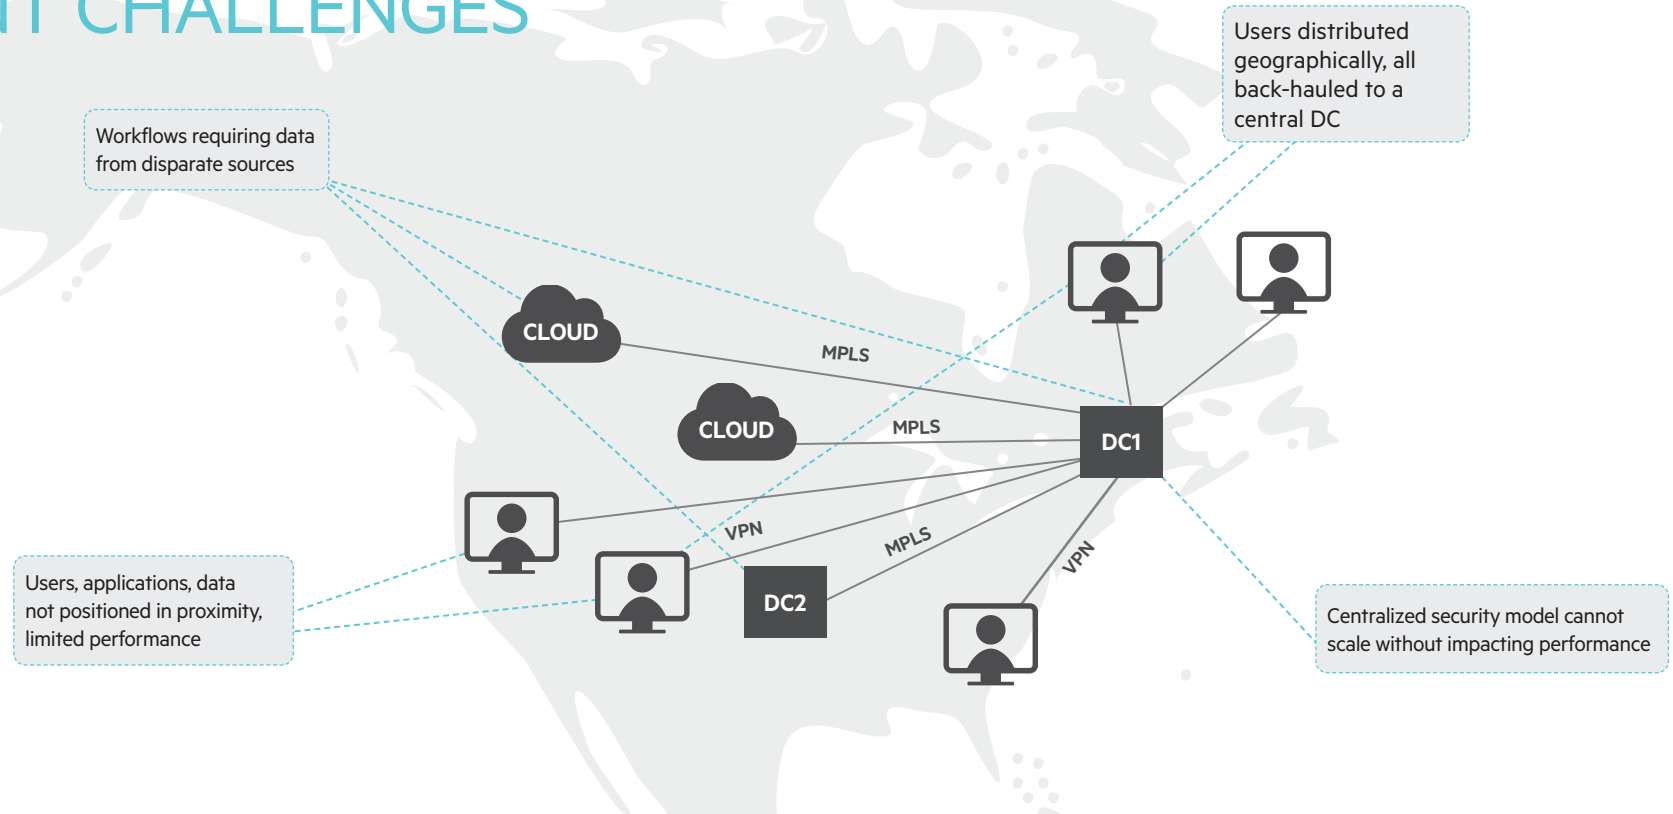 NT CHALLENGES
Users distributed
geographically, all
back-hauled to a
central DC
Workflows requiring data
from disparate sources
CLOUD
MPLS
CLOUD
MPLS
DC1
VPN
MPLS
VPN
DC2
Users, applications, data
not positioned in proximity,
limited performance
Centralized security model cannot
scale without impacting performance